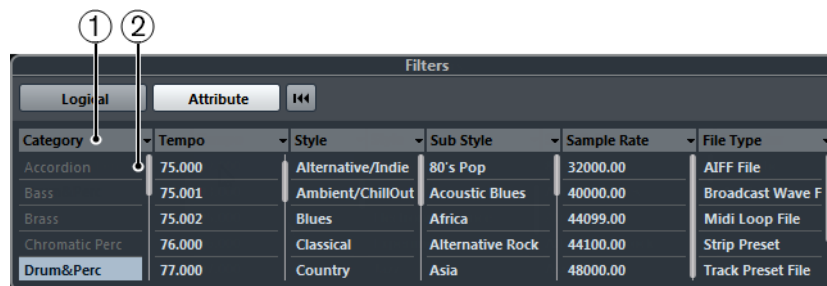 1 2
Filters
Logical Attribute
Category Tempo Style Sub Style Sample Rate File Type
Accordion 75.000 Alternative/Indie 80's Pop 32000.00 AIFF File
Bass 75.001 Ambient/ChillOut Acoustic Blues 40000.00 Broadcast Wave F
Brass 75.002 Blues Africa 44099.00 Midi Loop File
Chromatic Perc 76.000 Classical Alternative Rock 44100.00 Strip Preset
Drum&Perc 77.000 Country Asia 48000.00 Track Preset File